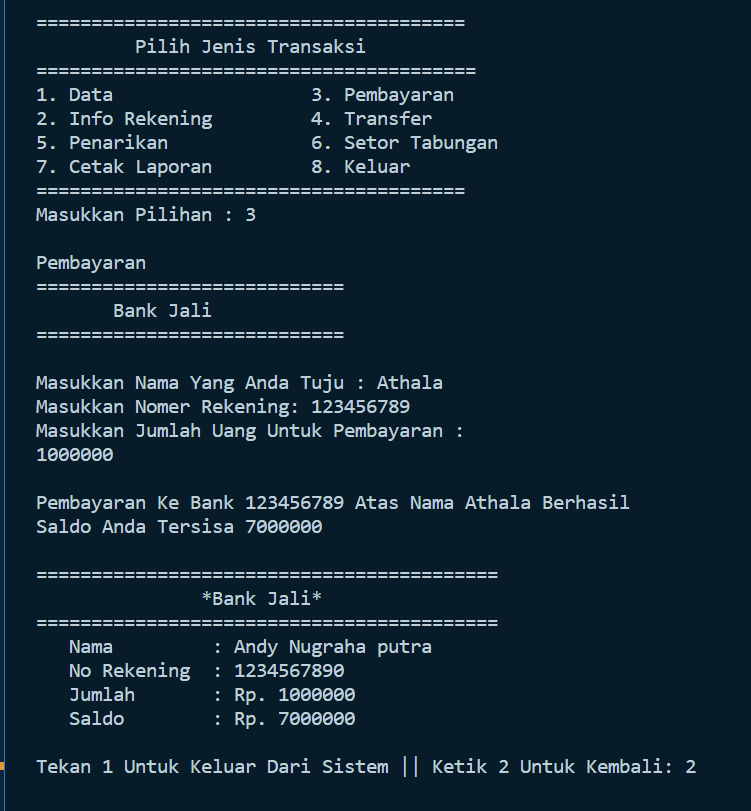 =======================================
         Pilih Jenis Transaksi
========================================
1. Data                  3. Pembayaran
2. Info Rekening         4. Transfer
5. Penarikan             6. Setor Tabungan
7. Cetak Laporan         8. Keluar
=======================================
Masukkan Pilihan : 3

Pembayaran
============================
       Bank Jali
============================

Masukkan Nama Yang Anda Tuju : Athala
Masukkan Nomer Rekening: 123456789
Masukkan Jumlah Uang Untuk Pembayaran :
1000000

Pembayaran Ke Bank 123456789 Atas Nama Athala Berhasil
Saldo Anda Tersisa 7000000

==========================================
               *Bank Jali*
==========================================
   Nama         : Andy Nugraha putra
   No Rekening  : 1234567890
   Jumlah       : Rp. 1000000
   Saldo        : Rp. 7000000

Tekan 1 Untuk Keluar Dari Sistem || Ketik 2 Untuk Kembali: 2